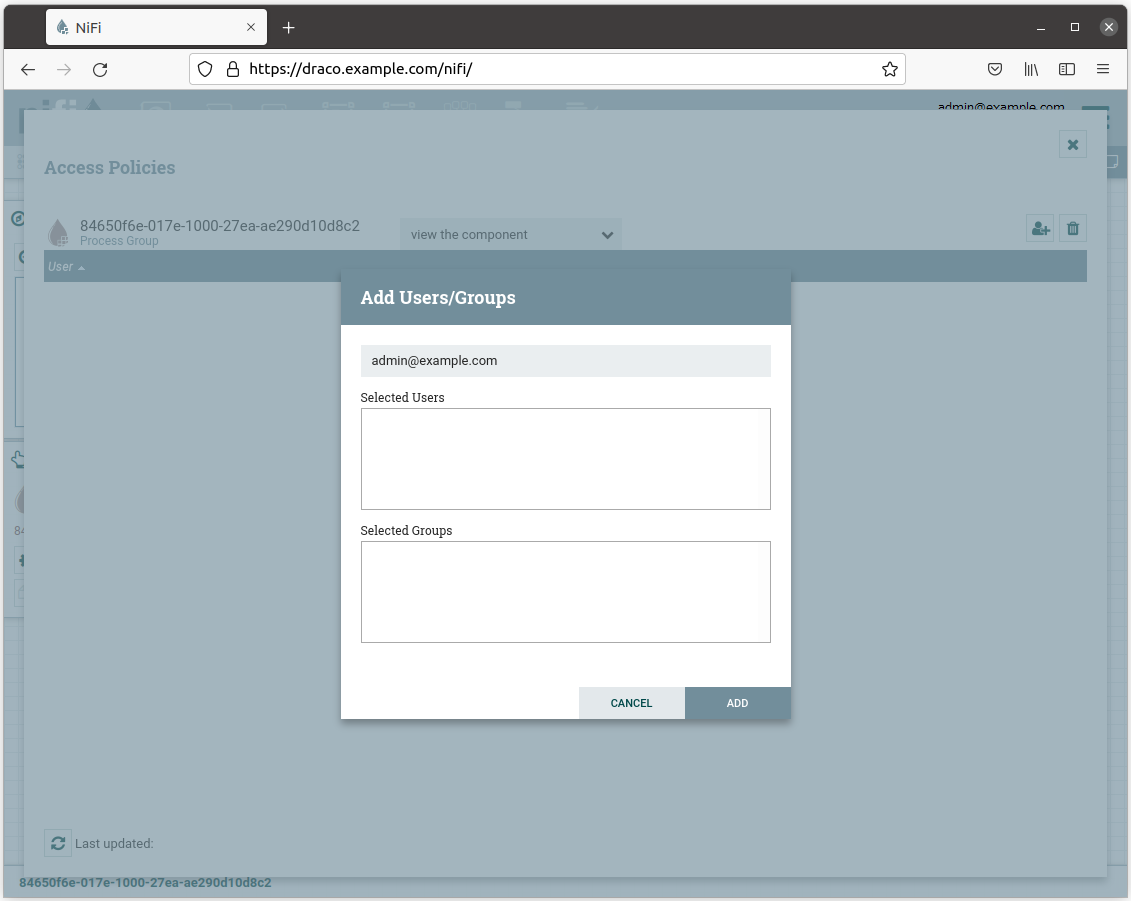 NiFi
https://draco.example.com/nifi/
admin@example.com
Access Policies
84650f6e-017e-1000-27ea-ae290d10d8c2
Process Group
view the component
User
Add Users/Groups
admin@example.com
Selected Users
Selected Groups
CANCEL
ADD
84
Last updated:
84650f6e-017e-1000-27ea-ae290d10d8c2